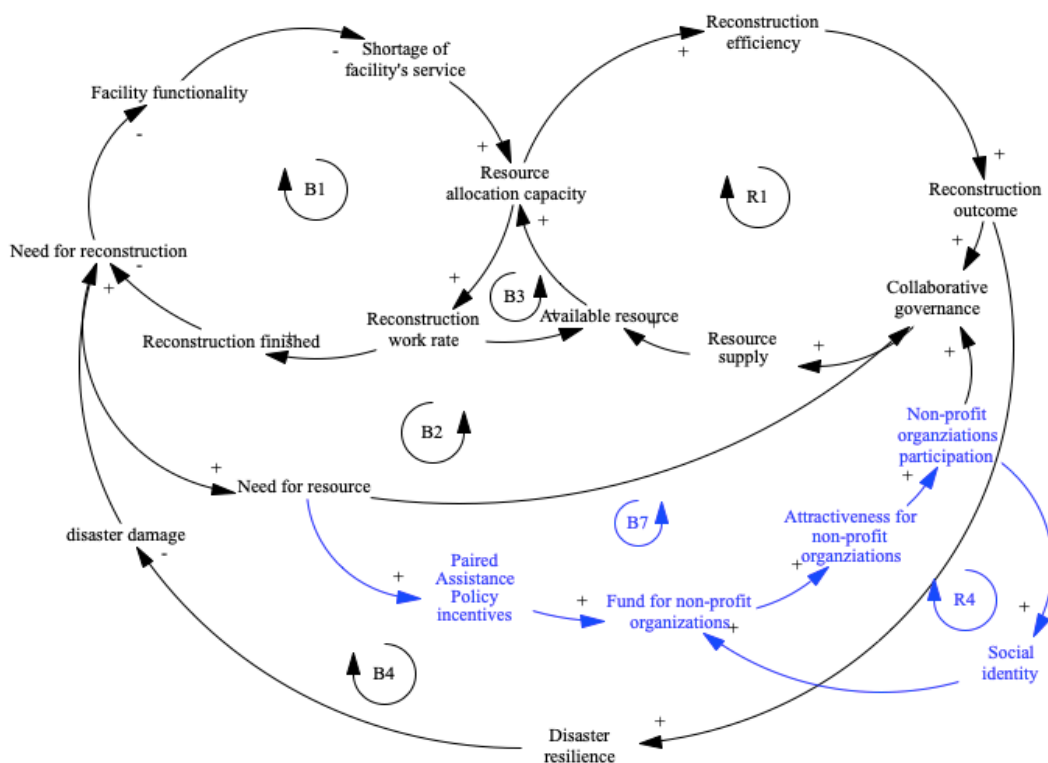 Reconstruction
efficiency
+
-
Shortage of
facility's service
Facility functionality
-
+
Resource
allocation capacity
+
Reconstruction
outcome
B1
R1
+
+
Need for reconstruction
-
+
+
B3
Collaborative
governance
Reconstruction finished
+
Reconstruction
work rate
+
Available resource
+
Resource
supply
+
+
B2
Non-profit
organziations
participation
+
Need for resource
+
disaster damage
-
B7
Attractiveness for
non-profit
organziations
+
Paired
Assistance
Policy
incentives
+
+
Fund for non-profit
organizations
+
R4
+
Social
identity
B4
+
Disaster
resilience